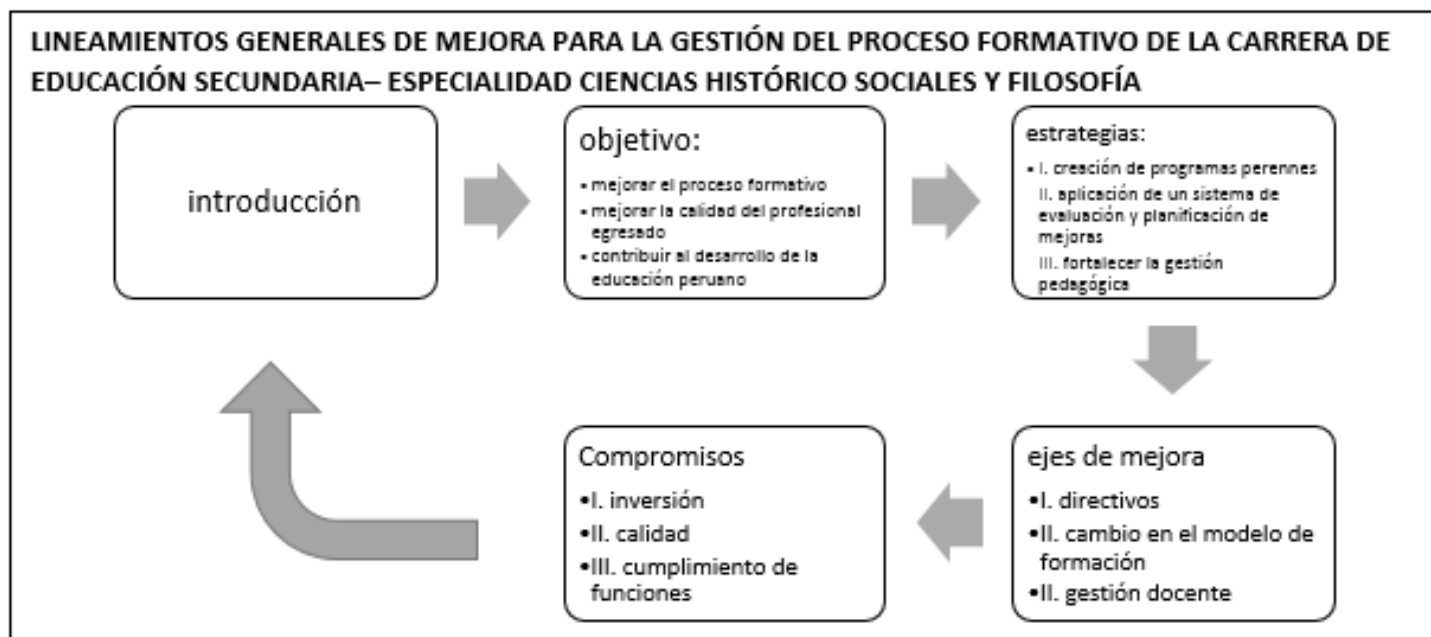 LINEAMIENTOS GENERALES DE MEJORA PARA LA GESTIÓN DEL PROCESO FORMATIVO DE LA CARRERA DE
EDUCACIÓN SECUNDARIA– ESPECIALIDAD CIENCIAS HISTÓRICO SOCIALES Y FILOSOFÍA
introducción
objetivo:
▪ mejorar el proceso formativo
▪ mejorar la calidad del profesional
egresado
▪ contribuir al desarrollo de la
educación peruano
estrategias:
▪ I. creación de programas perennes
II. aplicación de un sistema de
evaluación y planificación de
mejoras
III. fortalecer la gestión
pedagógica
ejes de mejora
•I. directivos
•II. cambio en el modelo de
formación
•II. gestión docente
Compromisos
•I. inversión
•II. calidad
•III. cumplimiento de
funciones